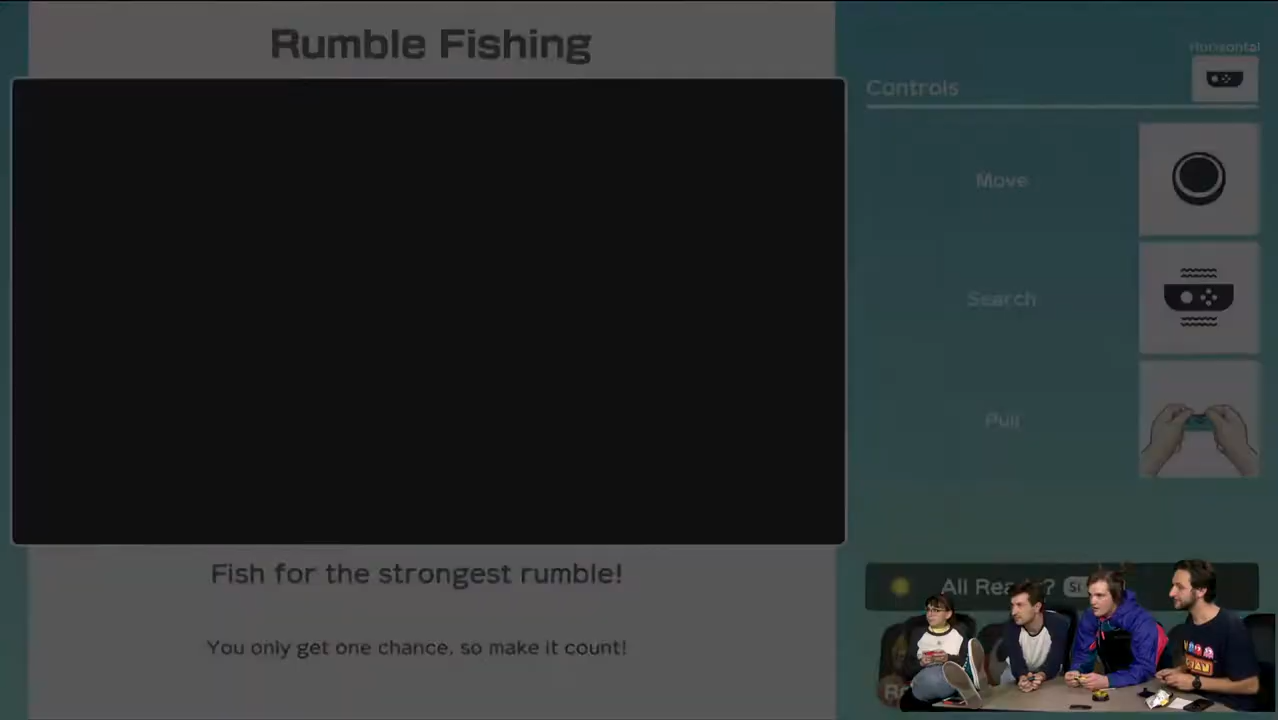 Rumble Fishing
Horizontal
Controls
Move
Search
Pull
Fish for the strongest rumble!
All Ready?
You only get one chance, so make it count!